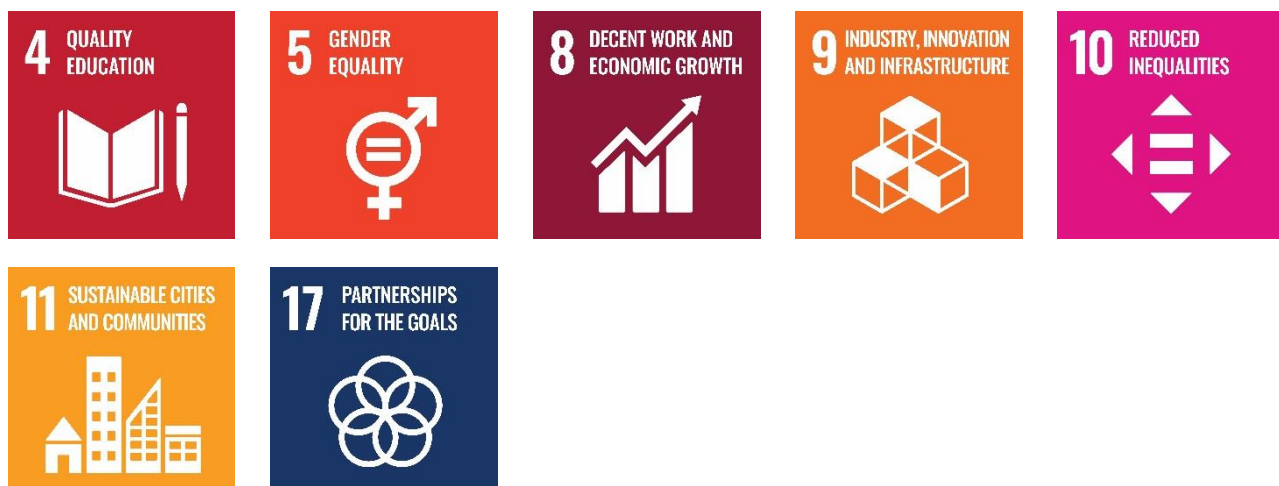 4 QUALITY
EDUCATION
5 GENDER
EQUALITY
8 DECENT WORK AND
ECONOMIC GROWTH
9 INDUSTRY, INNOVATION
AND INFRASTRUCTURE
10 REDUCED
INEQUALITIES
11 SUSTAINABLE CITIES
AND COMMUNITIES
17 PARTNERSHIPS
FOR THE GOALS